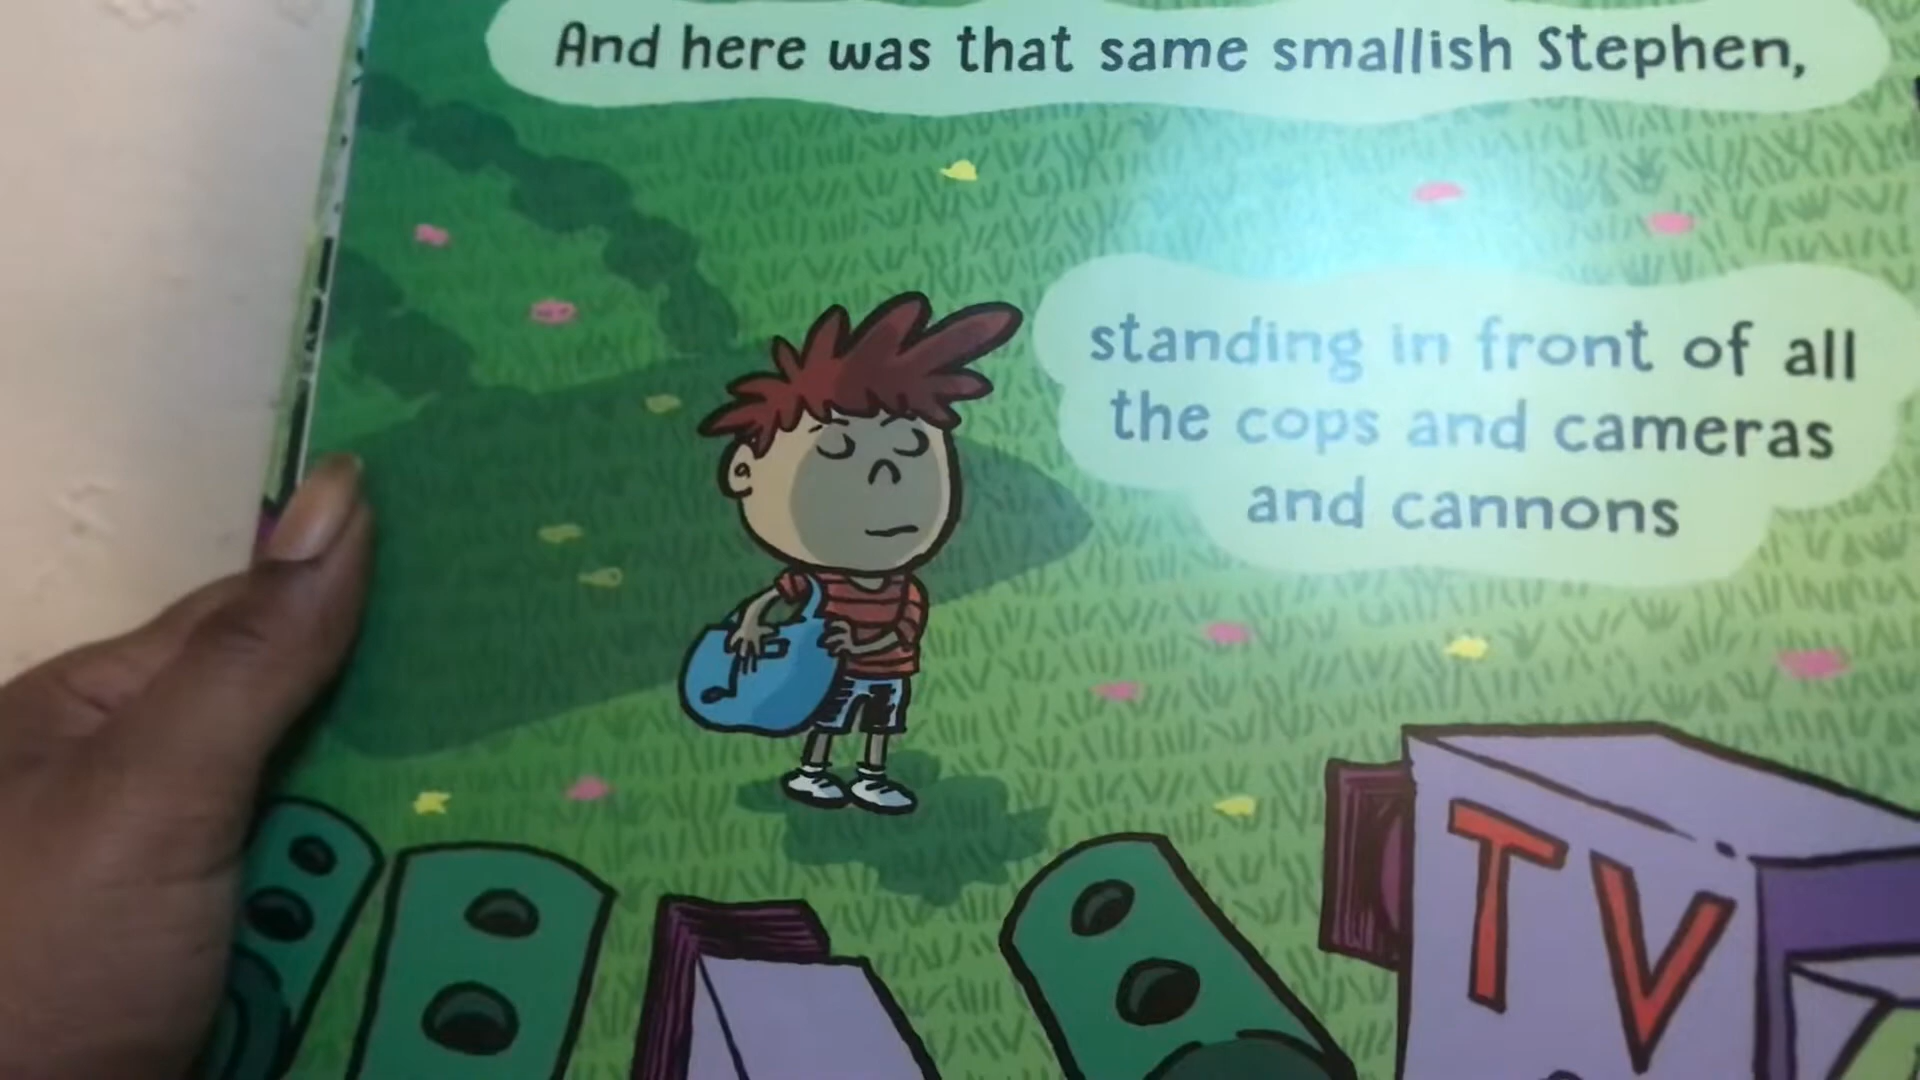 And here was that same smallish Stephen,
standing in front of all
the cops and cameras
and cannons
TV